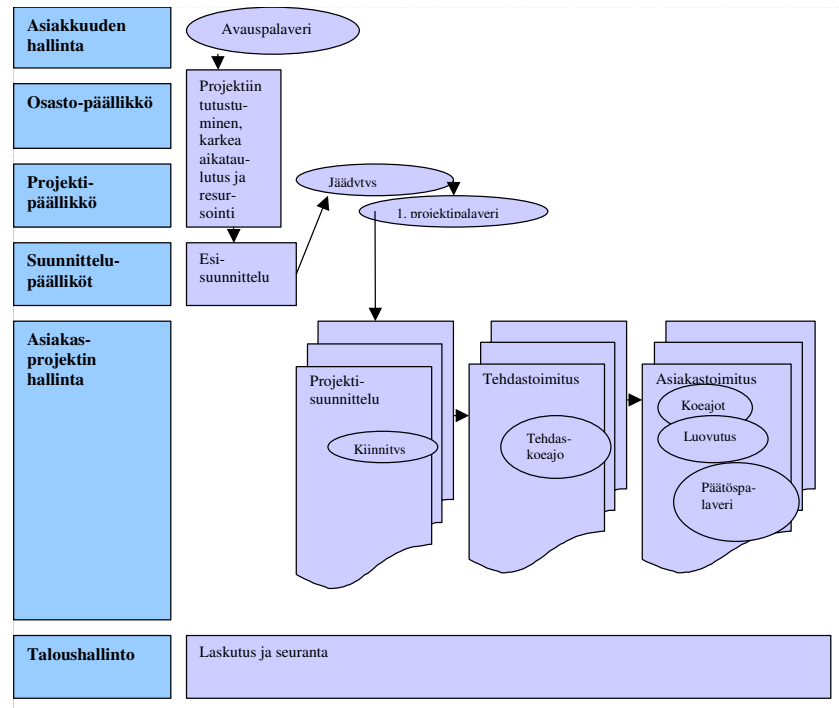 Asiakkuuden
hallinta
Avauspalaveri
Osasto-päällikkö
Projektiin
tutustu-
minen,
karkea
aikatau-
lutus ja
resur-
sointi
Projekti-
päällikkö
Jäädytys
1. projektipalaveri
Suunnittelu-
päälliköt
Esi-
suunnittelu
Asiakas-
projektin
hallinta
Projekti-
suunnittelu
Kiinnitys
Tehdastoimitus
Tehdas-
koeajo
Asiakastoimitus
Koeajot
Luovutus
Päätöspa-
laveri
Taloushallinto
Laskutus ja seuranta